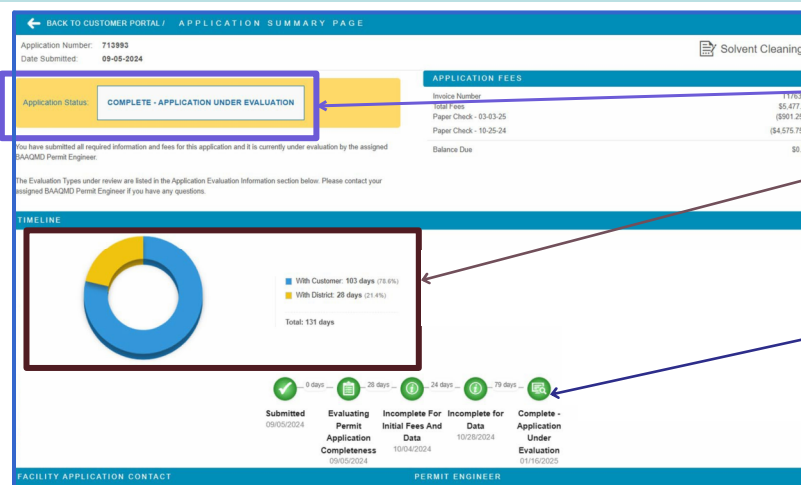 BACK TO CUSTOMER PORTAL / APPLICATION SUMMARY PAGE
Application Number: 713993
Date Submitted: 09-05-2024
Solvent Cleaning
Application Status: COMPLETE - APPLICATION UNDER EVALUATION
You have submitted all required information and fees for this application and it is currently under evaluation by the assigned
BAAQMD Permit Engineer.
The Evaluation Types under review are listed in the Application Evaluation Information section below. Please contact your
assigned BAAQMD Permit Engineer if you have any questions.
APPLICATION FEES
Invoice Number
Total Fees $5,477.
Paper Check - 03-03-25 ($901.25
Paper Check - 10-25-24 ($4,575.75
Balance Due $0.
TIMELINE
With Customer: 103 days (78.6%)
With District: 28 days (21.4%)
Total: 131 days
0 days 28 days 24 days 79 days
Submitted
09/05/2024
Evaluating
Permit
Application
Completeness
09/05/2024
Incomplete For
Initial Fees And
Data
10/04/2024
Incomplete for
Data
10/28/2024
Complete -
Application
Under
Evaluation
01/16/2025
FACILITY APPLICATION CONTACT
PERMIT ENGINEER